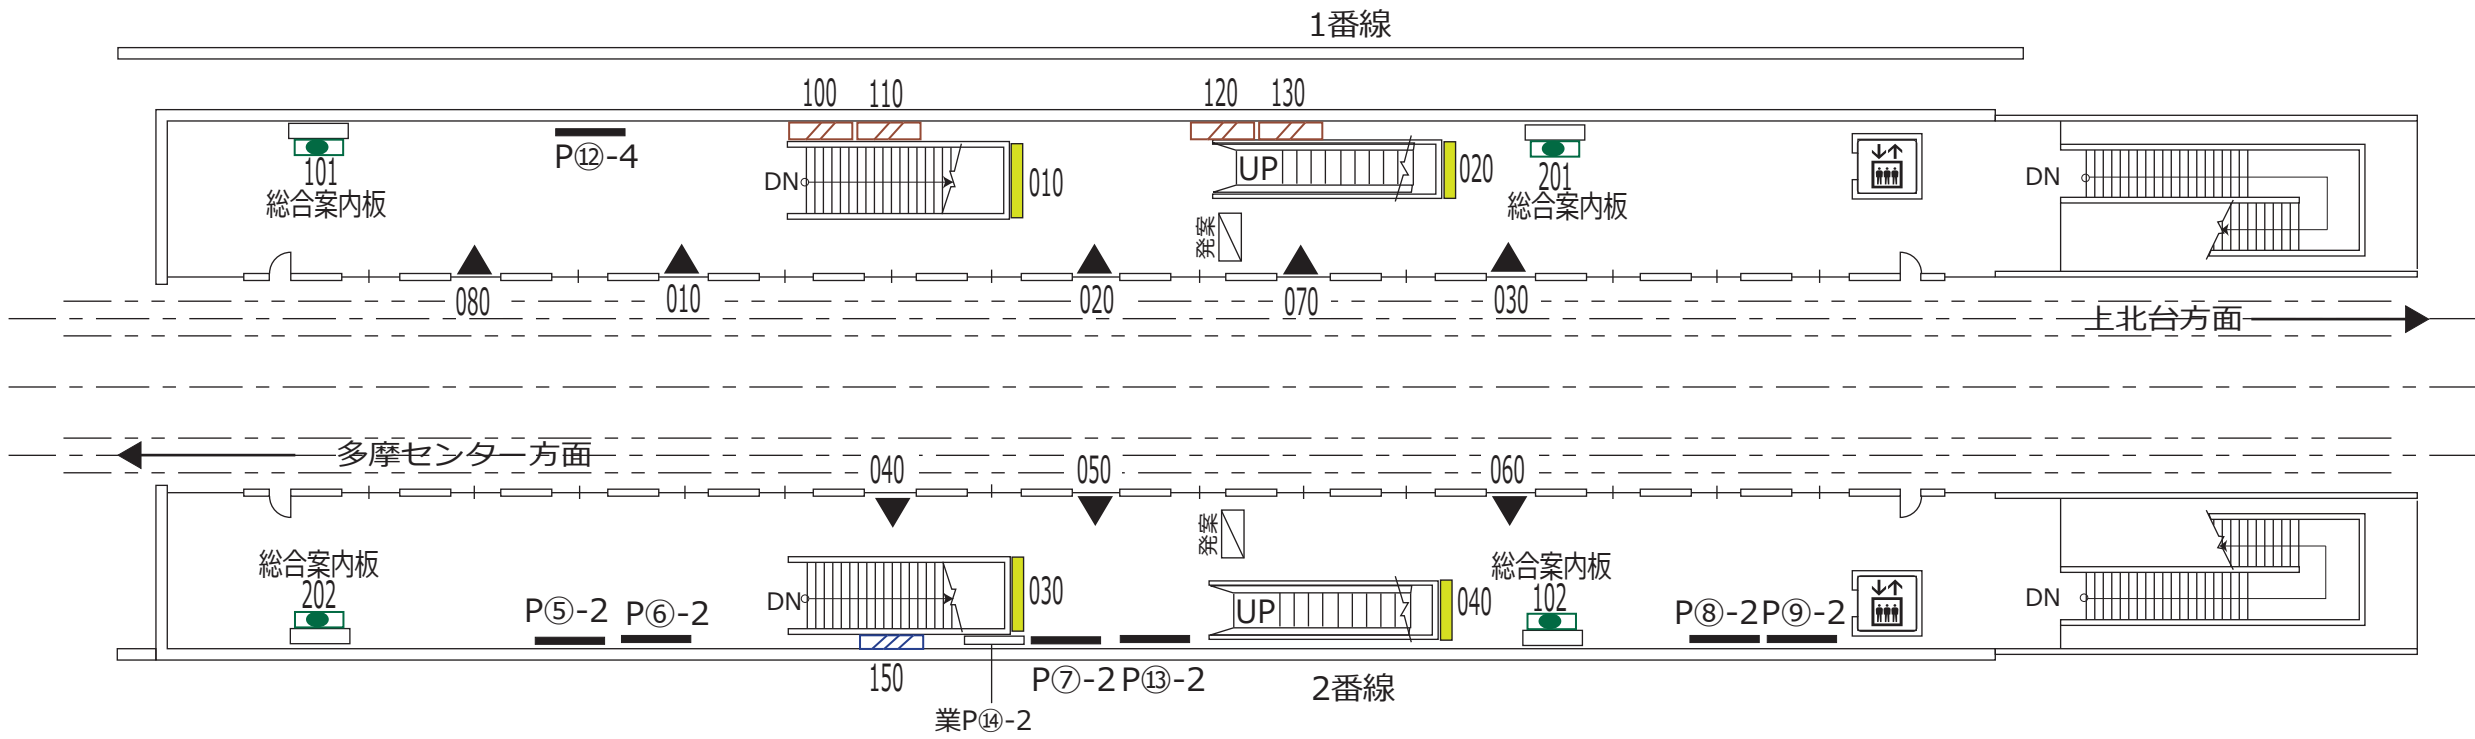 1番線
100 110 120 130
P⑫-4
101
総合案内板
DN
010
UP
020
201
総合案内板
DN
発案
080 010 020 070 030
上北台方面
多摩センター方面
040 050 060
発案
総合案内板
202
P⑤-2 P⑥-2
DN
030
UP
040
総合案内板
102
P⑧-2 P⑨-2
DN
150
P⑦-2 P⑬-2
2番線
業P⑭-2